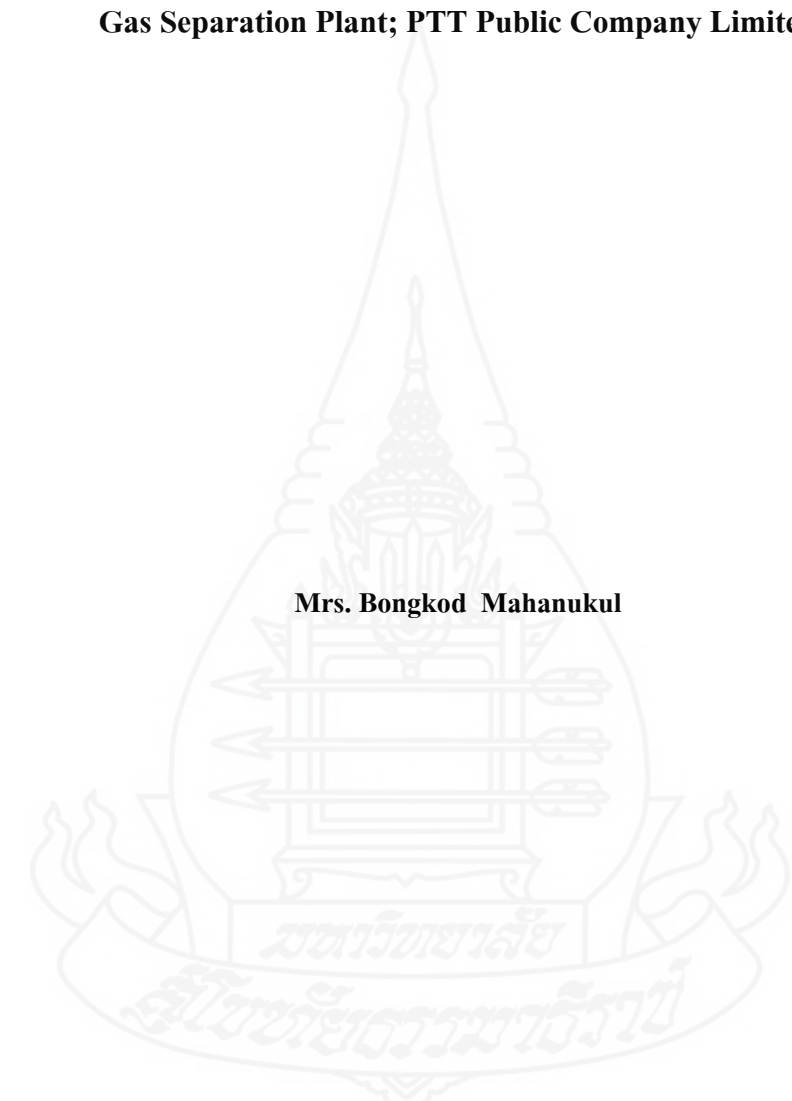 Gas Separation Plant; PTT Public Company Limite
Mrs. Bongkod Mahanukul
มหาวิทยาลัย
สุโขทัยธรรมาธิราช